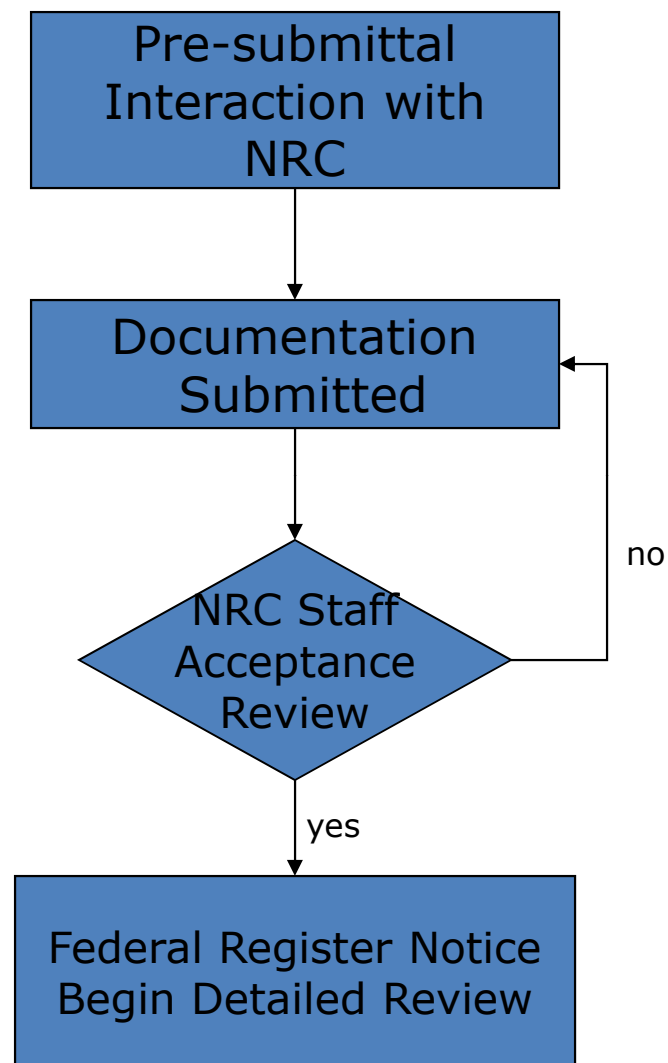 Pre-submittal
Interaction with
NRC
Documentation
Submitted
NRC Staff
Acceptance
Review
no
yes
Federal Register Notice
Begin Detailed Review